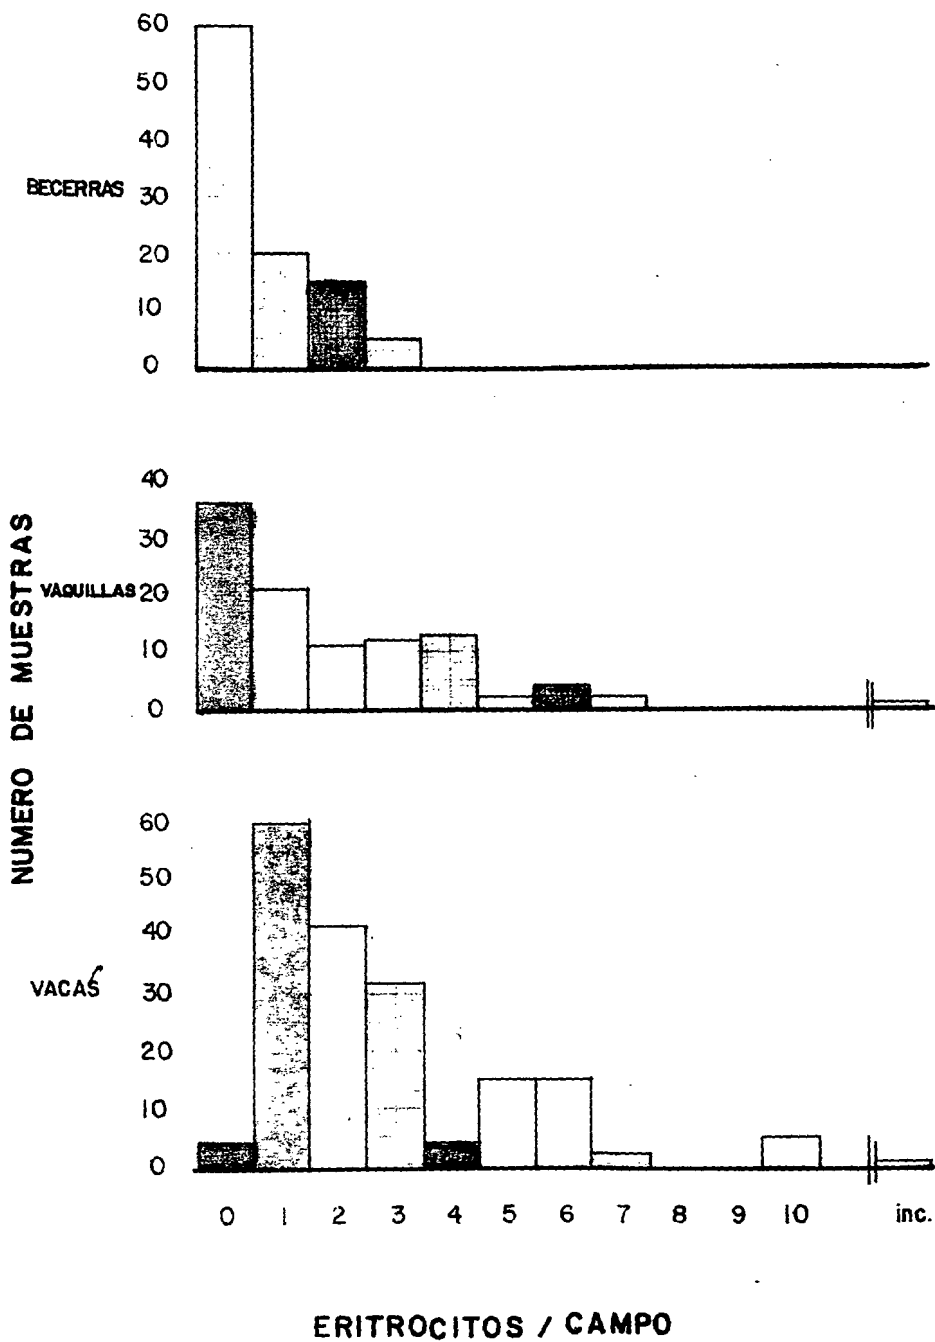 60
50
40
BECERRAS 30
20
10
0
40
30
VAQUILLAS 20
10
0
NUMERO DE MUESTRAS
60
50
40
VACAS 30
20
10
0
0 1 2 3 4 5 6 7 8 9 10 inc.
ERITROCITOS / CAMPO